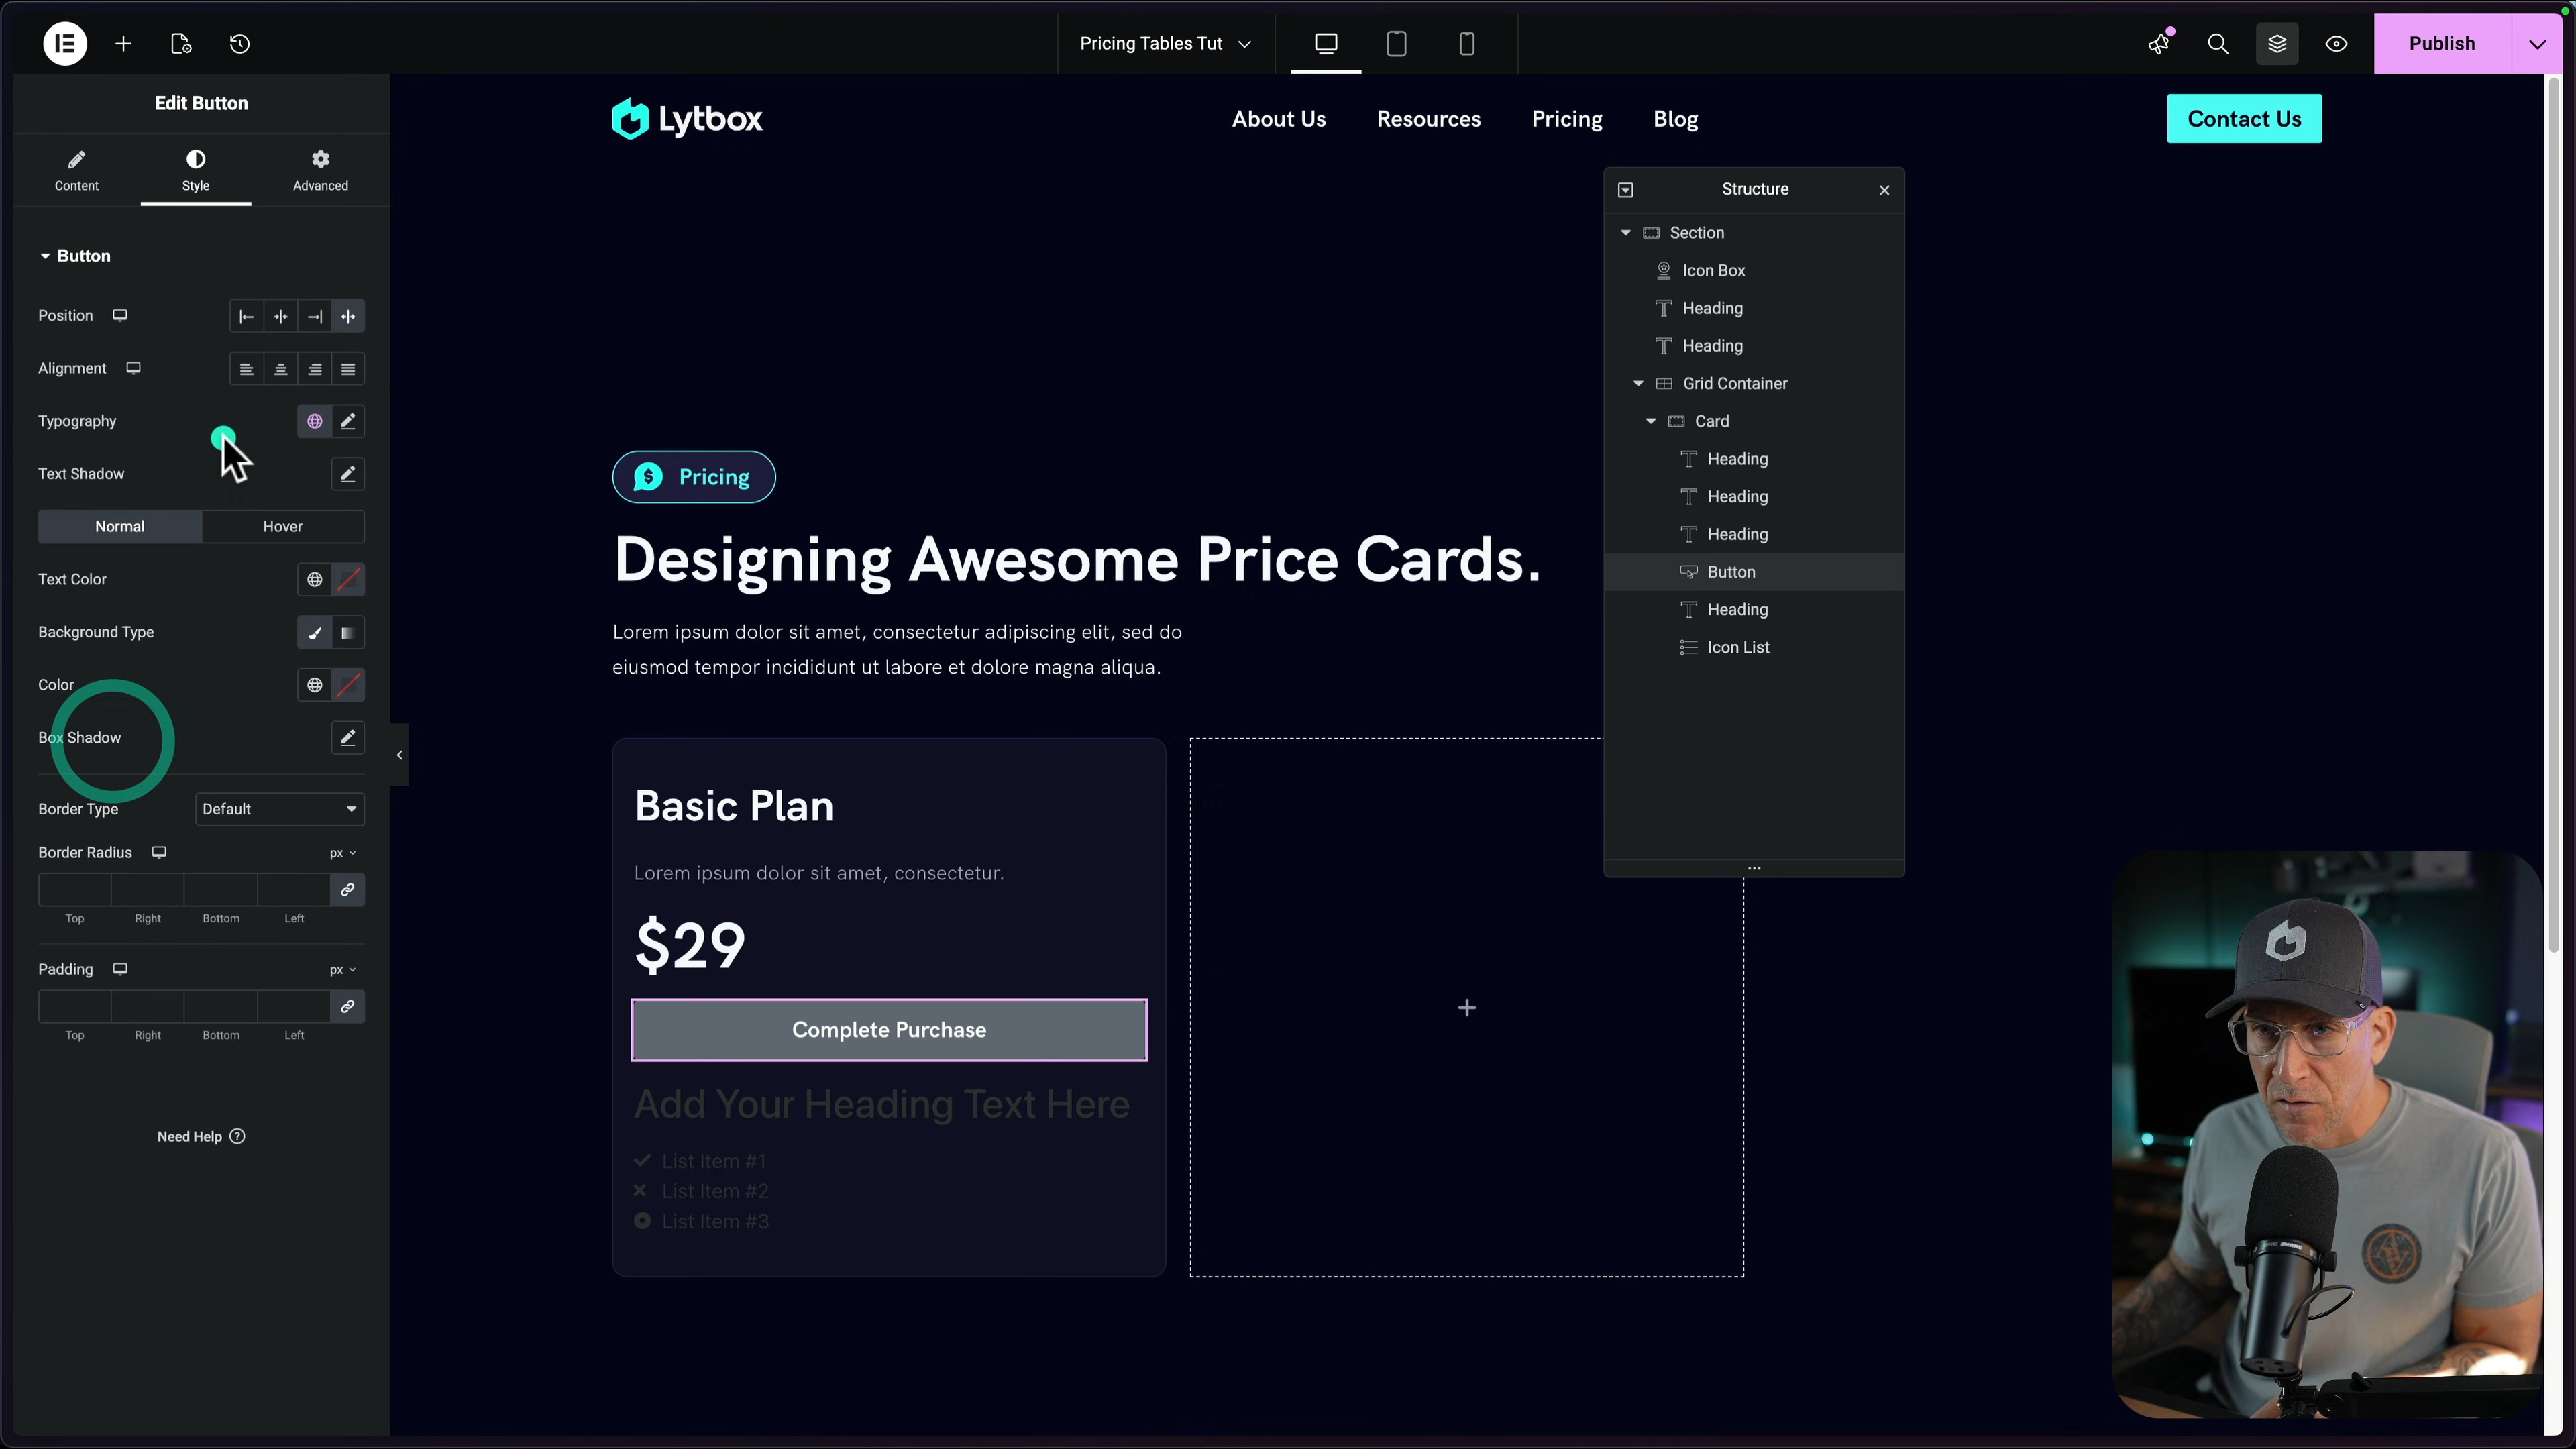 Pricing Tables Tut
Publish
Edit Button
Content
Style
Advanced
Button
Position
Alignment
Typography
Text Shadow
Normal
Hover
Text Color
Background Type
Color
Box Shadow
Border Type
Default
Border Radius
px
Top
Right
Bottom
Left
Padding
px
Top
Right
Bottom
Left
Need Help
Lytbox
About Us
Resources
Pricing
Blog
Contact Us
Pricing
Designing Awesome Price Cards.
Lorem ipsum dolor sit amet, consectetur adipiscing elit, sed do
eiusmod tempor incididunt ut labore et dolore magna aliqua.
Basic Plan
Lorem ipsum dolor sit amet, consectetur.
$29
Complete Purchase
Add Your Heading Text Here
List Item #1
List Item #2
List Item #3
Structure
Section
Icon Box
Heading
Heading
Grid Container
Card
Heading
Heading
Heading
Button
Heading
Icon List